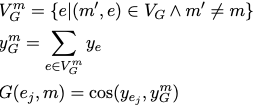 V_G^m = {e|(m′, e) ∈ V_G ∧ m′ ≠ m}
y_G^m = ∑_{e∈V_G^m} y_e
G(e_j, m) = cos(y_{e_j}, y_G^m)